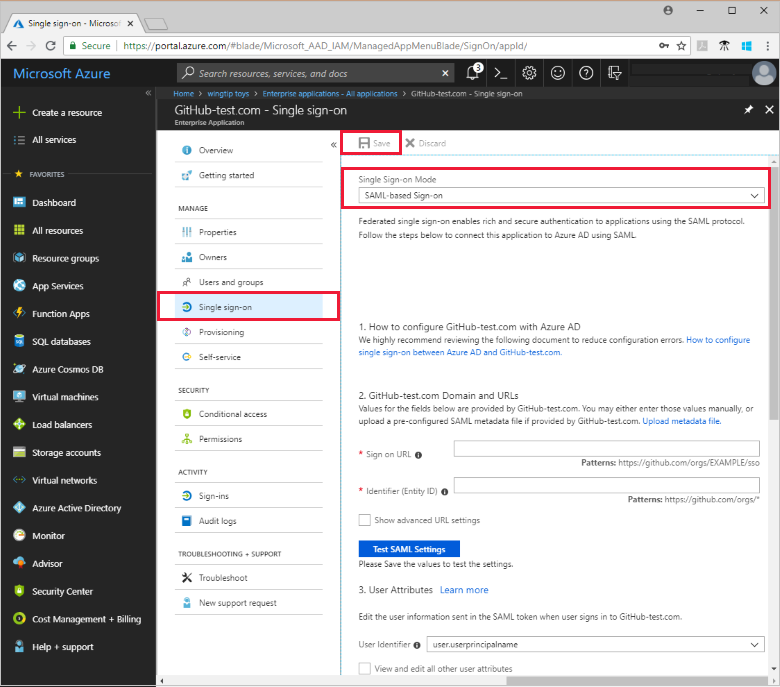 Single sign-on - Microsof
Secure
https://portal.azure.com/#blade/Microsoft_AAD_IAM/ManagedAppMenuBlade/SignOn/appId/
Microsoft Azure
Search resources, services, and docs
3
Home > wingtip toys > Enterprise applications - All applications > GitHub-test.com - Single sign-on
GitHub-test.com - Single sign-on
Enterprise Application
Create a resource
All services
FAVORITES
Dashboard
All resources
Resource groups
App Services
Function Apps
SQL databases
Azure Cosmos DB
Virtual machines
Load balancers
Storage accounts
Virtual networks
Azure Active Directory
Monitor
Advisor
Security Center
Cost Management + Billing
Help + support
Overview
Getting started
MANAGE
Properties
Owners
Users and groups
Single sign-on
Provisioning
Self-service
SECURITY
Conditional access
Permissions
ACTIVITY
Sign-ins
Audit logs
TROUBLESHOOTING + SUPPORT
Troubleshoot
New support request
Save
Discard
Single Sign-on Mode
SAML-based Sign-on
Federated single sign-on enables rich and secure authentication to applications using the SAML protocol.
Follow the steps below to connect this application to Azure AD using SAML.
1. How to configure GitHub-test.com with Azure AD
We highly recommend reviewing the following document to reduce configuration errors. How to configure
single sign-on between Azure AD and GitHub-test.com.
2. GitHub-test.com Domain and URLs
Values for the fields below are provided by GitHub-test.com. You may either enter those values manually, or
upload a pre-configured SAML metadata file if provided by GitHub-test.com. Upload metadata file.
* Sign on URL
Patterns: https://github.com/orgs/EXAMPLE/sso
* Identifier (Entity ID)
Patterns: https://github.com/orgs/*
Show advanced URL settings
Test SAML Settings
Please Save the values to test the settings.
3. User Attributes Learn more
Edit the user information sent in the SAML token when user signs in to GitHub-test.com.
User Identifier
user.userprincipalname
View and edit all other user attributes